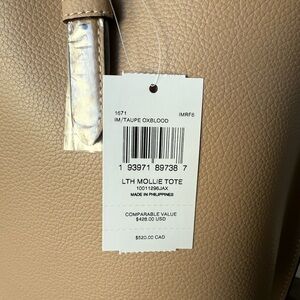 1671 IMRF6
IM/TAUPE OXBLOOD
1 93971 89738 7
LTH MOLLIE TOTE
10011298JAX
MADE IN PHILIPPINES
COMPARABLE VALUE
$428.00 USD
$520.00 CAD